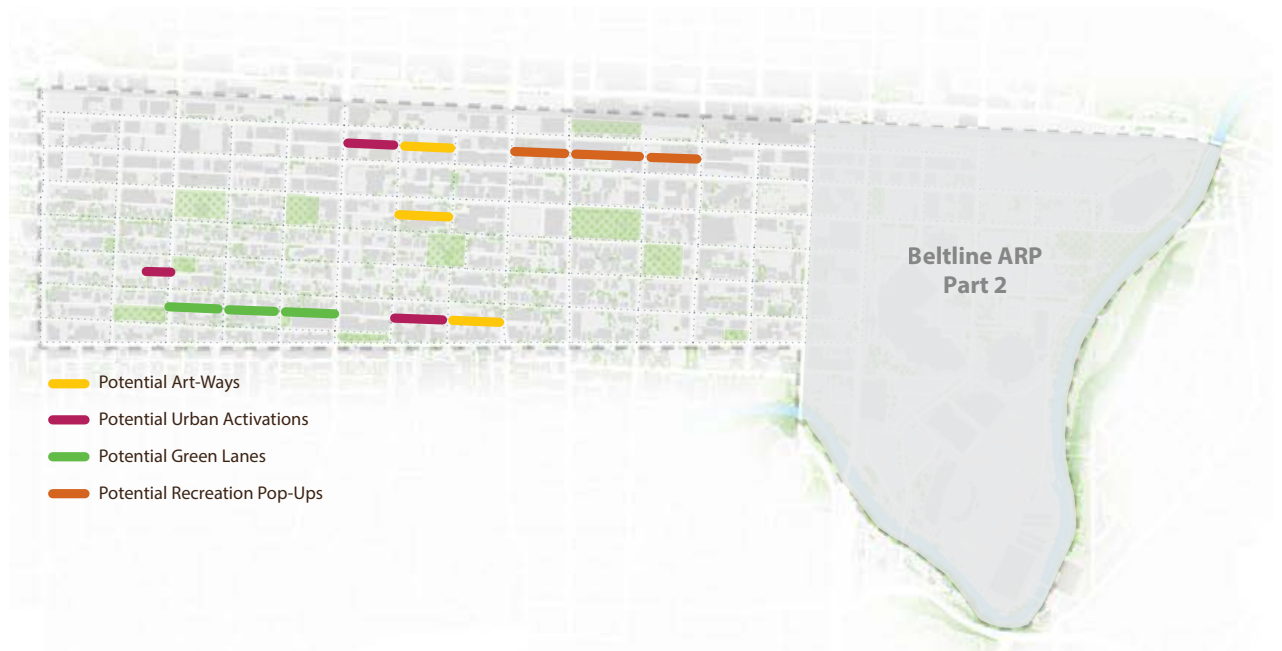 Beltline ARP
Part 2
Potential Art-Ways
Potential Urban Activations
Potential Green Lanes
Potential Recreation Pop-Ups